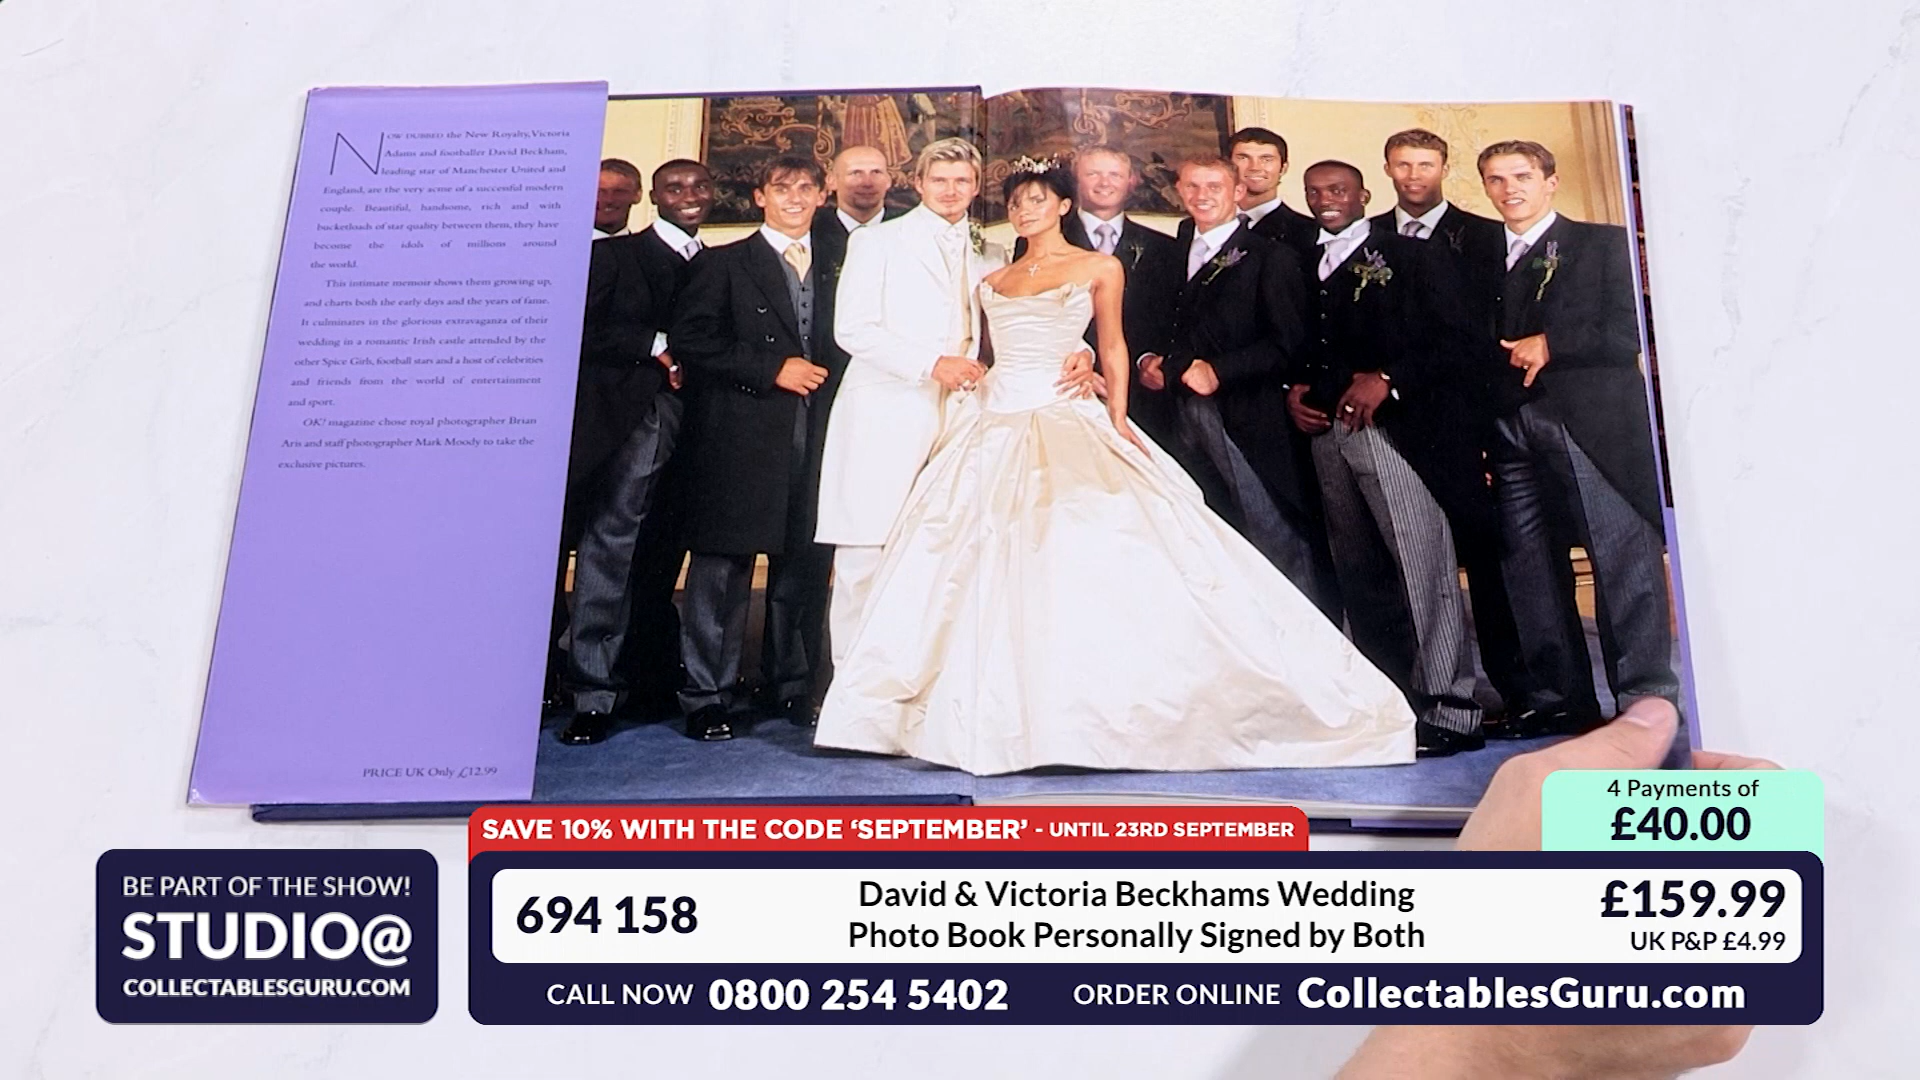 NOW DUBBED the New Royalty, Victoria
Adams and footballer David Beckham,
leading star of Manchester United and
England, are the very acme of a successful modern
couple. Beautiful, handsome, rich and with
bucketloads of star quality between them, they have
become the idols of millions around
the world.
This intimate memoir shows them growing up,
and charts both the early days and the years of fame.
It culminates in the glorious extravaganza of their
wedding in a romantic Irish castle attended by the
other Spice Girls, football stars and a host of celebrities
and friends from the world of entertainment
and sport.
OK! magazine chose royal photographer Brian
Aris and staff photographer Mark Moody to take the
exclusive pictures.
PRICE UK Only £12.99
4 Payments of
£40.00
SAVE 10% WITH THE CODE ‘SEPTEMBER’ - UNTIL 23RD SEPTEMBER
BE PART OF THE SHOW!
STUDIO@
COLLECTABLESGURU.COM
694 158
David & Victoria Beckhams Wedding
Photo Book Personally Signed by Both
£159.99
UK P&P £4.99
CALL NOW 0800 254 5402
ORDER ONLINE CollectablesGuru.com